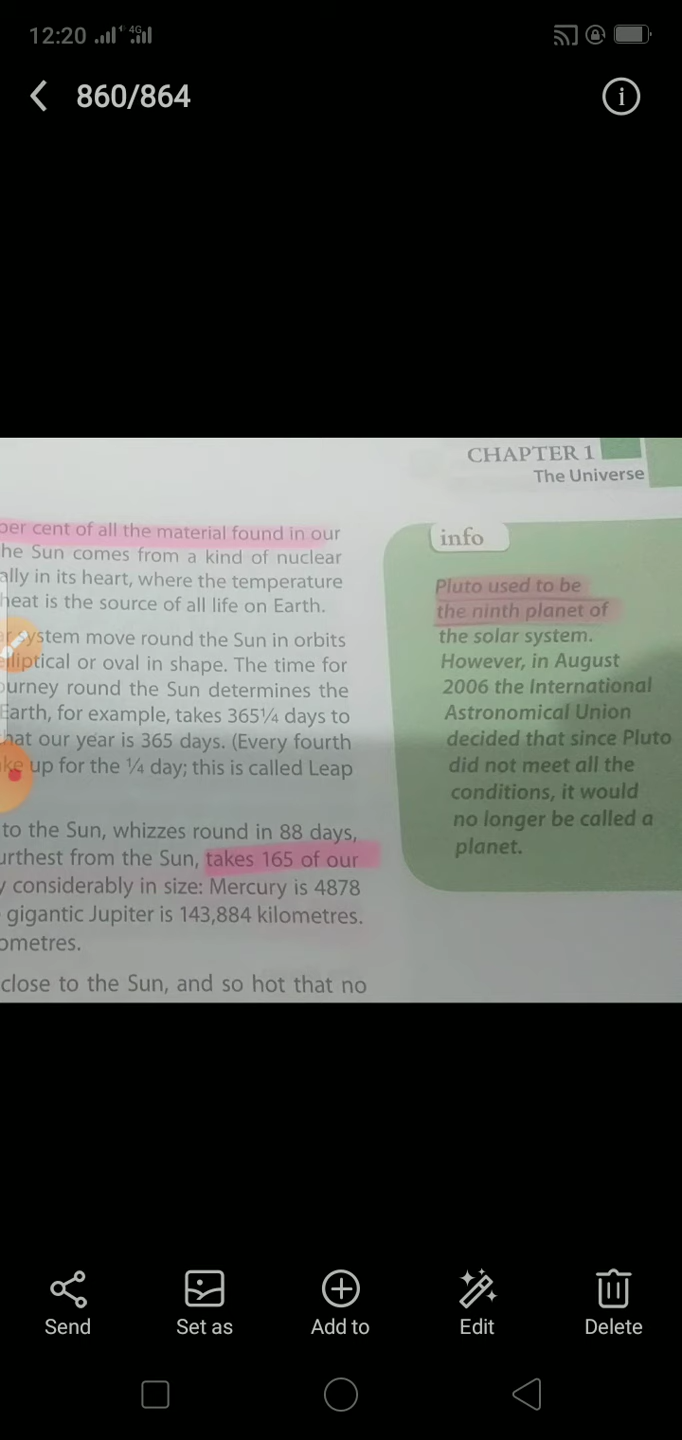 12:20 4G
860/864
CHAPTER 1
The Universe
per cent of all the material found in our
he Sun comes from a kind of nuclear
ally in its heart, where the temperature
heat is the source of all life on Earth.
system move round the Sun in orbits
elliptical or oval in shape. The time for
ourney round the Sun determines the
Earth, for example, takes 365¼ days to
hat our year is 365 days. (Every fourth
ke up for the ¼ day; this is called Leap
to the Sun, whizzes round in 88 days,
urthest from the Sun, takes 165 of our
y considerably in size: Mercury is 4878
gigantic Jupiter is 143,884 kilometres.
ometres.
close to the Sun, and so hot that no
info
Pluto used to be
the ninth planet of
the solar system.
However, in August
2006 the International
Astronomical Union
decided that since Pluto
did not meet all the
conditions, it would
no longer be called a
planet.
Send Set as Add to Edit Delete